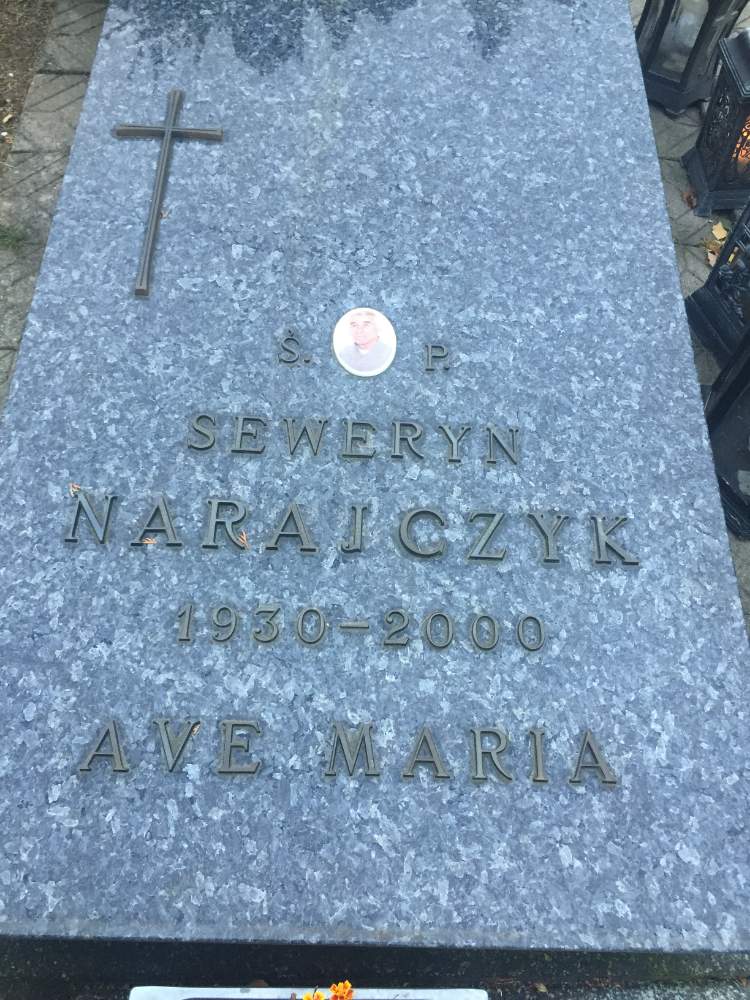 Ś. P.
SEWERYN
NARAJCZYK
1930-2000
AVE MARIA